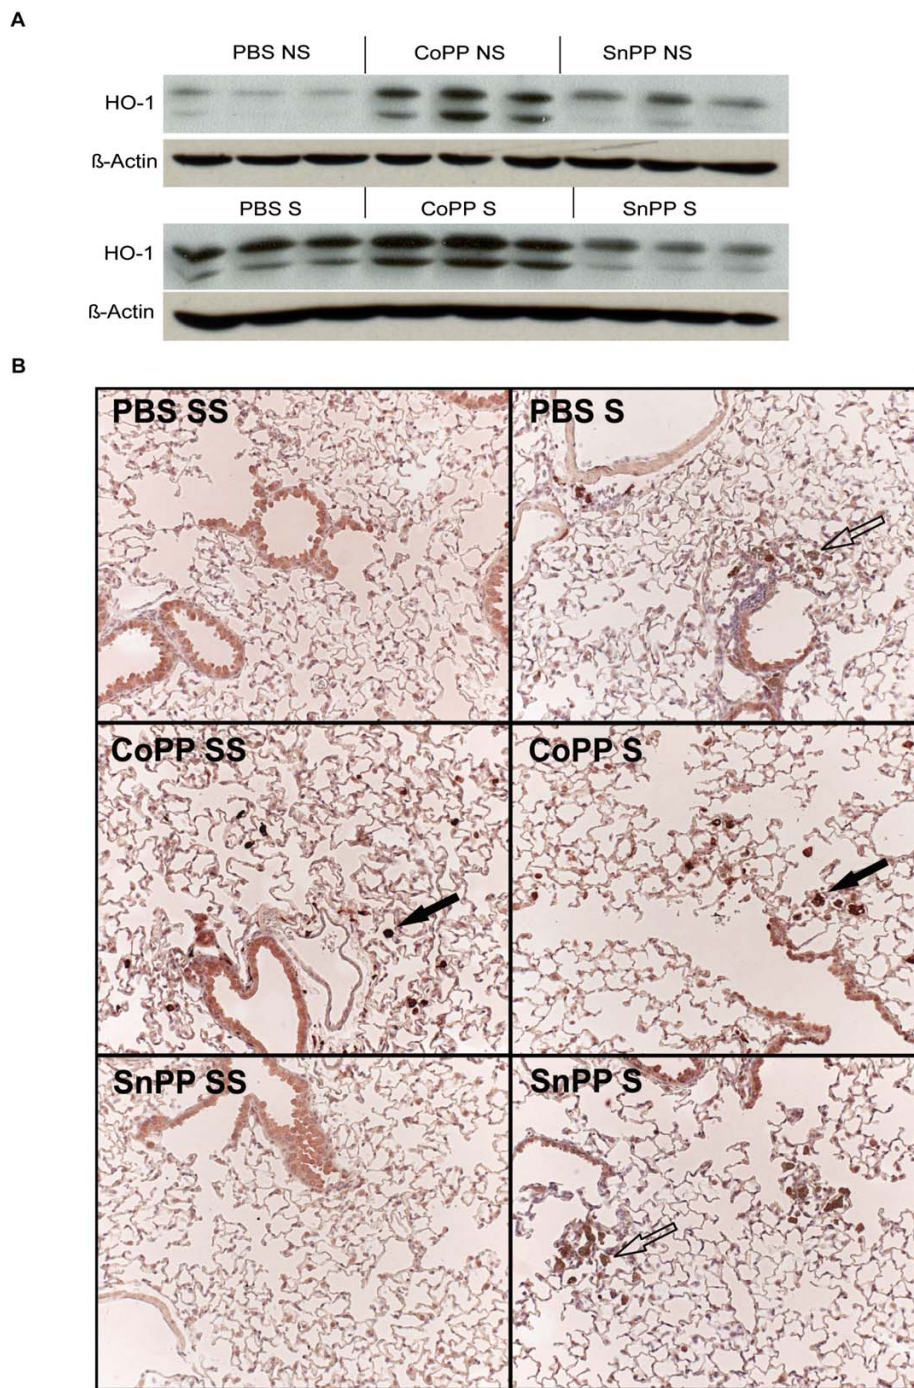 A
PBS NS CoPP NS SnPP NS
HO-1
ß-Actin
PBS S CoPP S SnPP S
HO-1
ß-Actin
B
PBS SS PBS S
CoPP SS CoPP S
SnPP SS SnPP S